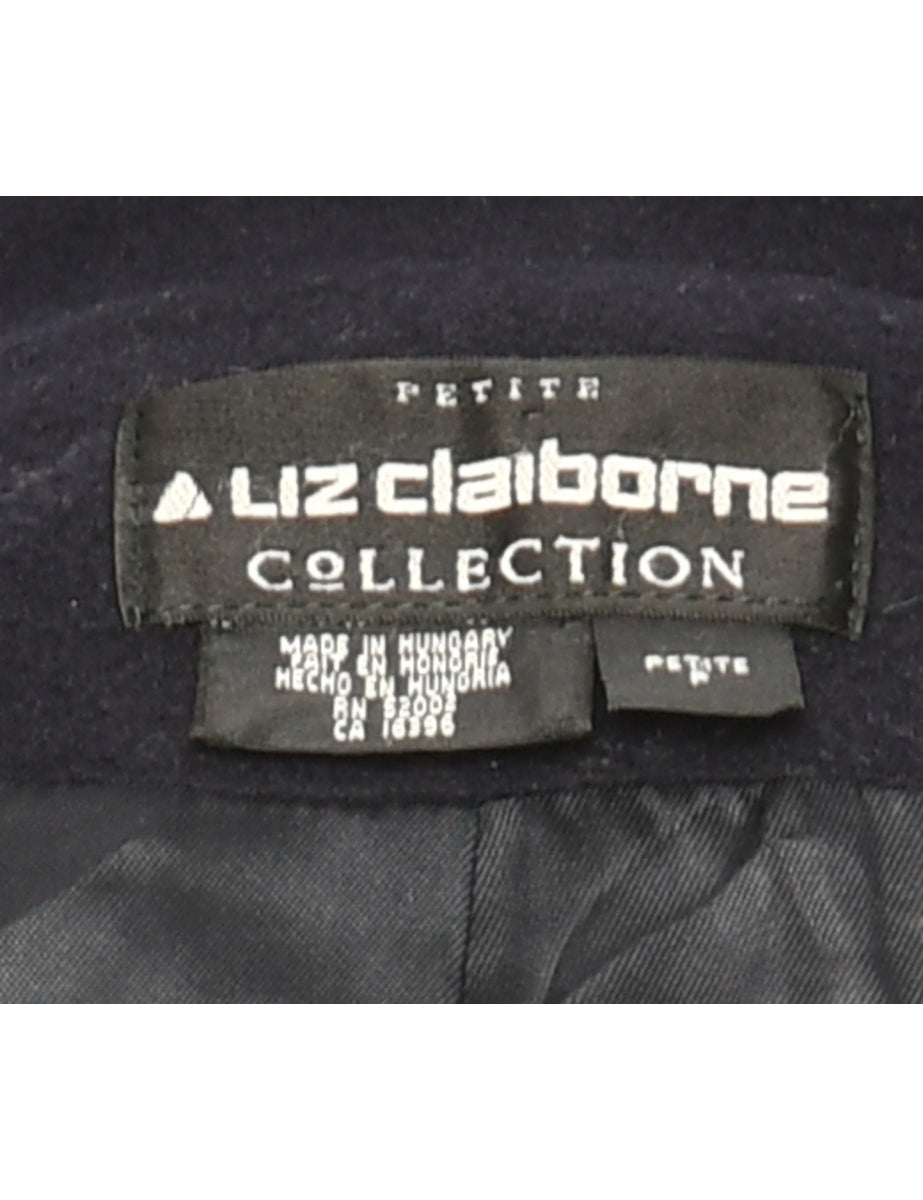 PETITE
LIZ claiborne
COLLECTION
MADE IN HUNGARY
FAIT EN HONGRIE
HECHO EN HUNGRIA
RN 52002
CA 16396
PETITE
P